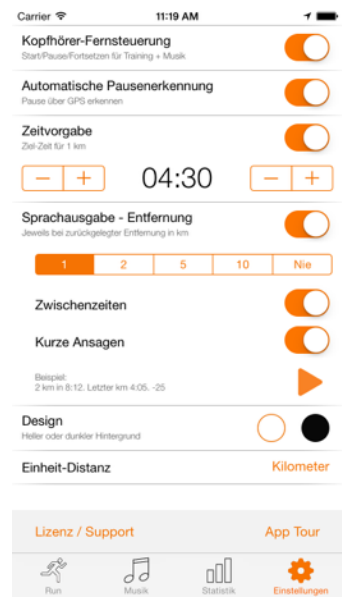 Carrier 11:19 AM
Kopfhörer-Fernsteuerung
Start/Pause/Fortsetzen für Training + Musik
Automatische Pausenerkennung
Pause über GPS erkennen
Zeitvorgabe
Ziel-Zeit für 1 km
− + 04:30 − +
Sprachausgabe - Entfernung
Jeweils bei zurückgelegter Entfernung in km
1 2 5 10 Nie
Zwischenzeiten
Kurze Ansagen
Beispiel:
2 km in 8:12. Letzter km 4:05. -25
Design
Heller oder dunkler Hintergrund
Einheit-Distanz Kilometer
Lizenz / Support App Tour
Run Musik Statistik Einstellungen